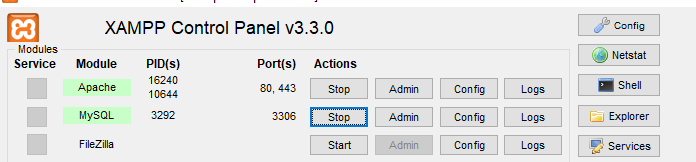 XAMPP Control Panel v3.3.0
Config
Modules
Service Module PID(s) Port(s) Actions
Netstat
Apache 16240 10644 80, 443 Stop Admin Config Logs
Shell
MySQL 3292 3306 Stop Admin Config Logs
Explorer
FileZilla Start Admin Config Logs
Services